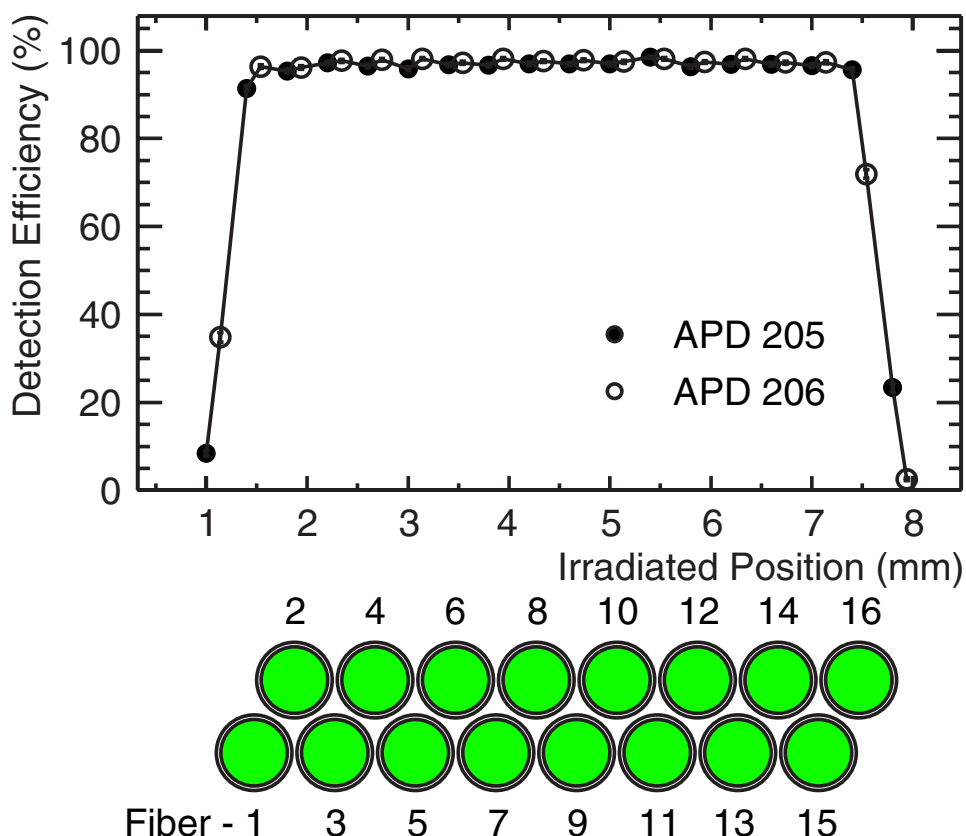 Detection Efficiency (%)
100
80
60
40
20
0
1 2 3 4 5 6 7 8
APD 205
APD 206
Irradiated Position (mm)
2 4 6 8 10 12 14 16
Fiber - 1 3 5 7 9 11 13 15